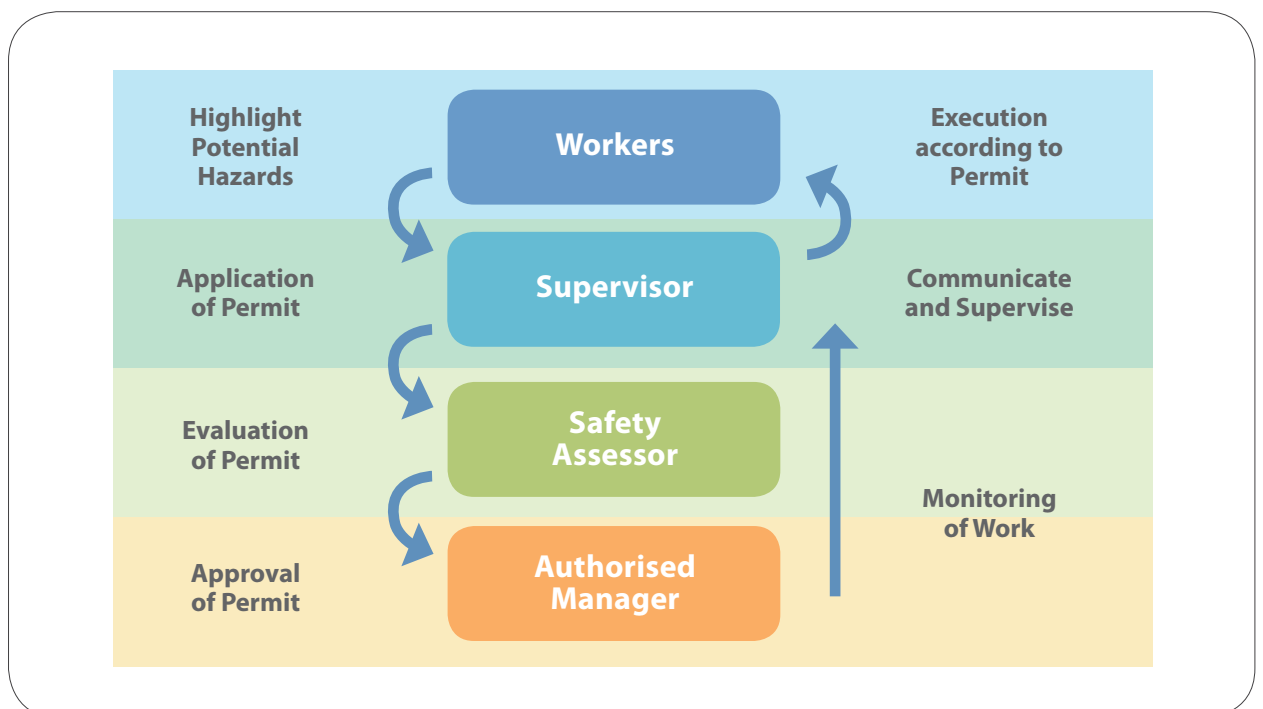 Highlight
Potential
Hazards
Workers
Execution
according to
Permit
Application
of Permit
Supervisor
Communicate
and Supervise
Evaluation
of Permit
Safety
Assessor
Monitoring
of Work
Approval
of Permit
Authorised
Manager